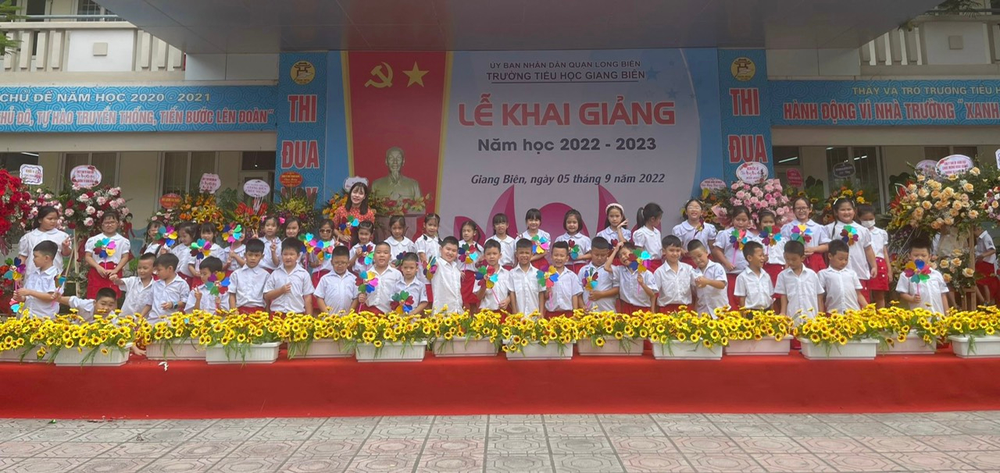 CHỦ ĐỀ NĂM HỌC 2020 - 2021
HỦ ĐÔ, TỰ HÀO TRUYỀN THỐNG, TIẾN BƯỚC LÊN ĐOÀN"
THI
ĐUA
ỦY BAN NHÂN DÂN QUẬN LONG BIÊN
TRƯỜNG TIỂU HỌC GIANG BIÊN
LỄ KHAI GIẢNG
Năm học 2022 - 2023
Giang Biên, ngày 05 tháng 9 năm 2022
THI
ĐUA
THẦY VÀ TRÒ TRƯỜNG TIỂU H
HÀNH ĐỘNG VÌ NHÀ TRƯỜNG "XANH